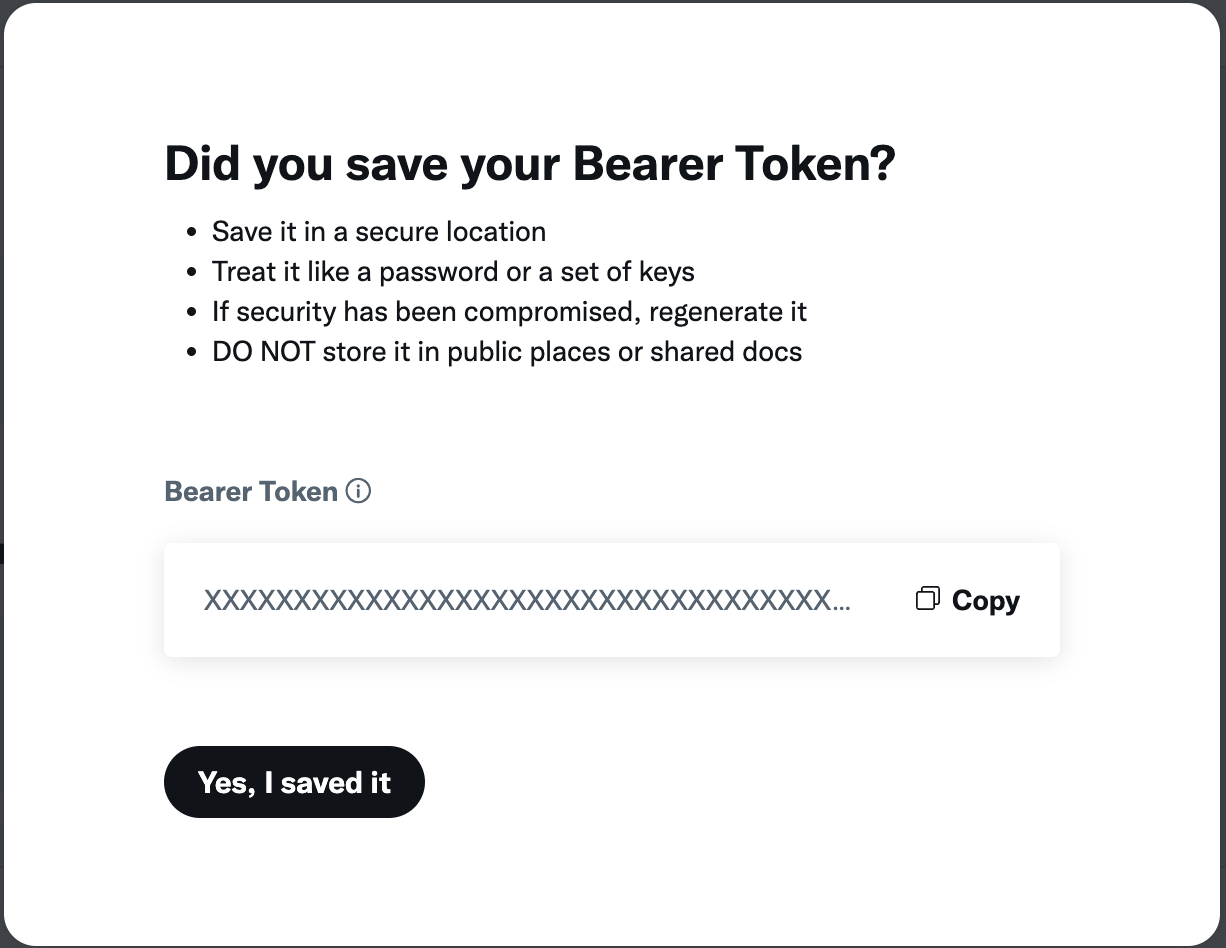 Did you save your Bearer Token?
• Save it in a secure location
• Treat it like a password or a set of keys
• If security has been compromised, regenerate it
• DO NOT store it in public places or shared docs
Bearer Token
XXXXXXXXXXXXXXXXXXXXXXXXXXXXXXXXXXX...
Copy
Yes, I saved it